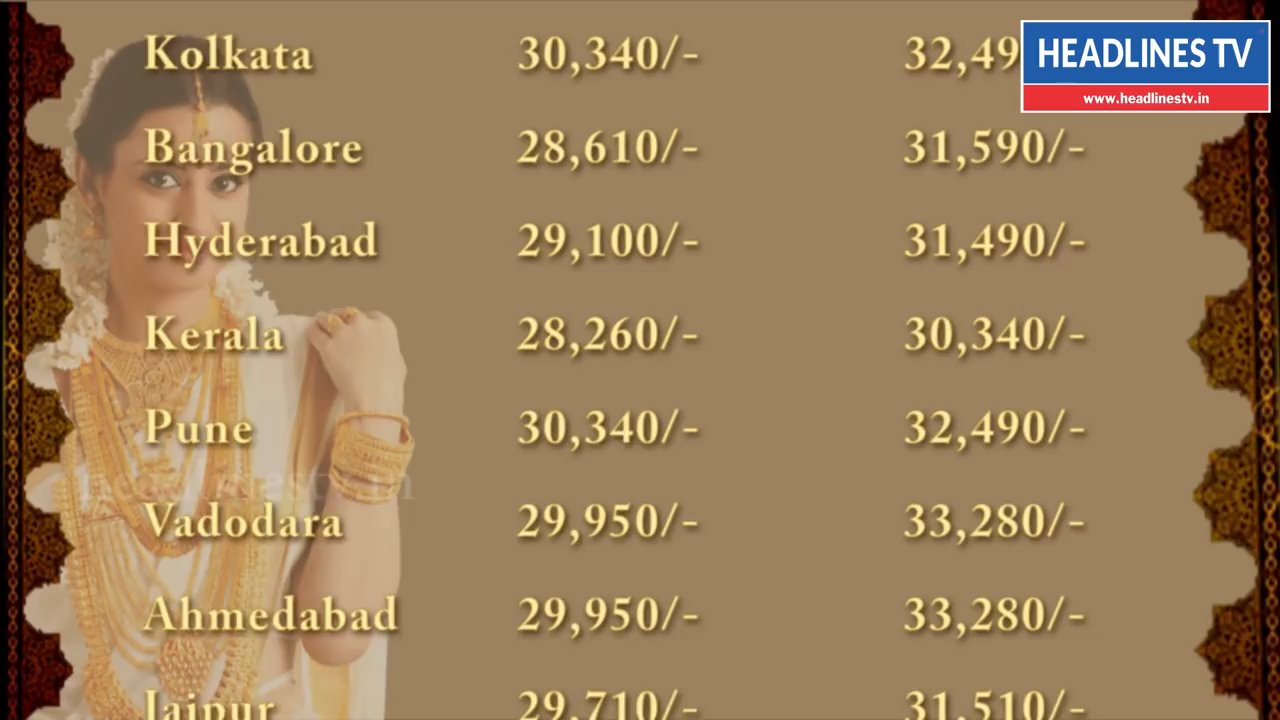 Kolkata 30,340/- 32,49
HEADLINES TV
www.headlinestv.in
Bangalore 28,610/- 31,590/-
Hyderabad 29,100/- 31,490/-
Kerala 28,260/- 30,340/-
Pune 30,340/- 32,490/-
Vadodara 29,950/- 33,280/-
Ahmedabad 29,950/- 33,280/-
Jaipur 29,710/- 31,510/-